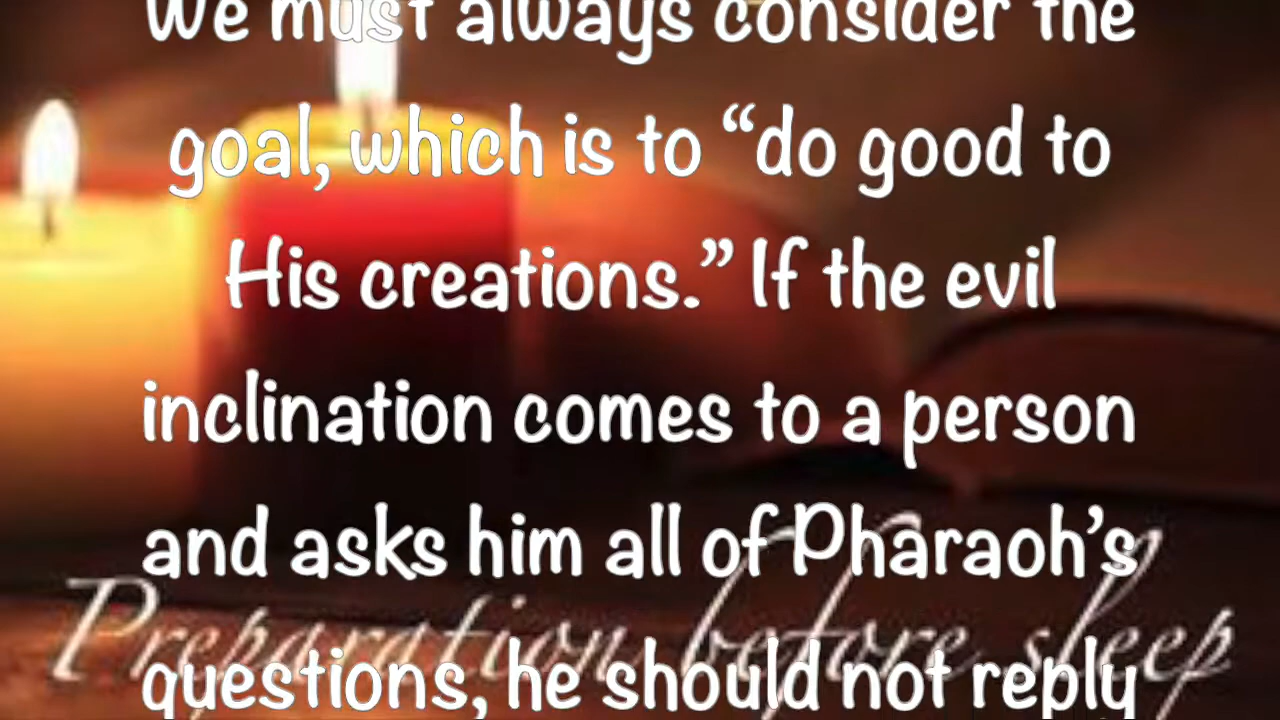 We must always consider the
goal, which is to “do good to
His creations.” If the evil
inclination comes to a person
and asks him all of Pharaoh’s
Preparation before sleep
questions, he should not reply